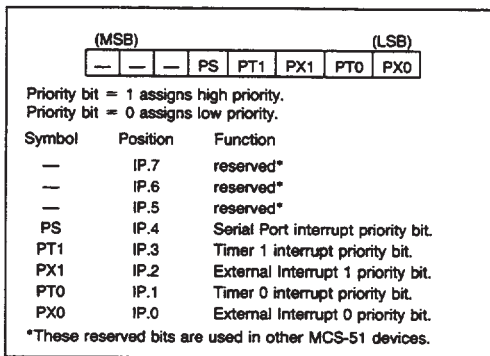 (MSB) (LSB)
— — — PS PT1 PX1 PT0 PX0
Priority bit = 1 assigns high priority.
Priority bit = 0 assigns low priority.
Symbol Position Function
— IP.7 reserved*
— IP.6 reserved*
— IP.5 reserved*
PS IP.4 Serial Port interrupt priority bit.
PT1 IP.3 Timer 1 interrupt priority bit.
PX1 IP.2 External Interrupt 1 priority bit.
PT0 IP.1 Timer 0 interrupt priority bit.
PX0 IP.0 External Interrupt 0 priority bit.
*These reserved bits are used in other MCS-51 devices.